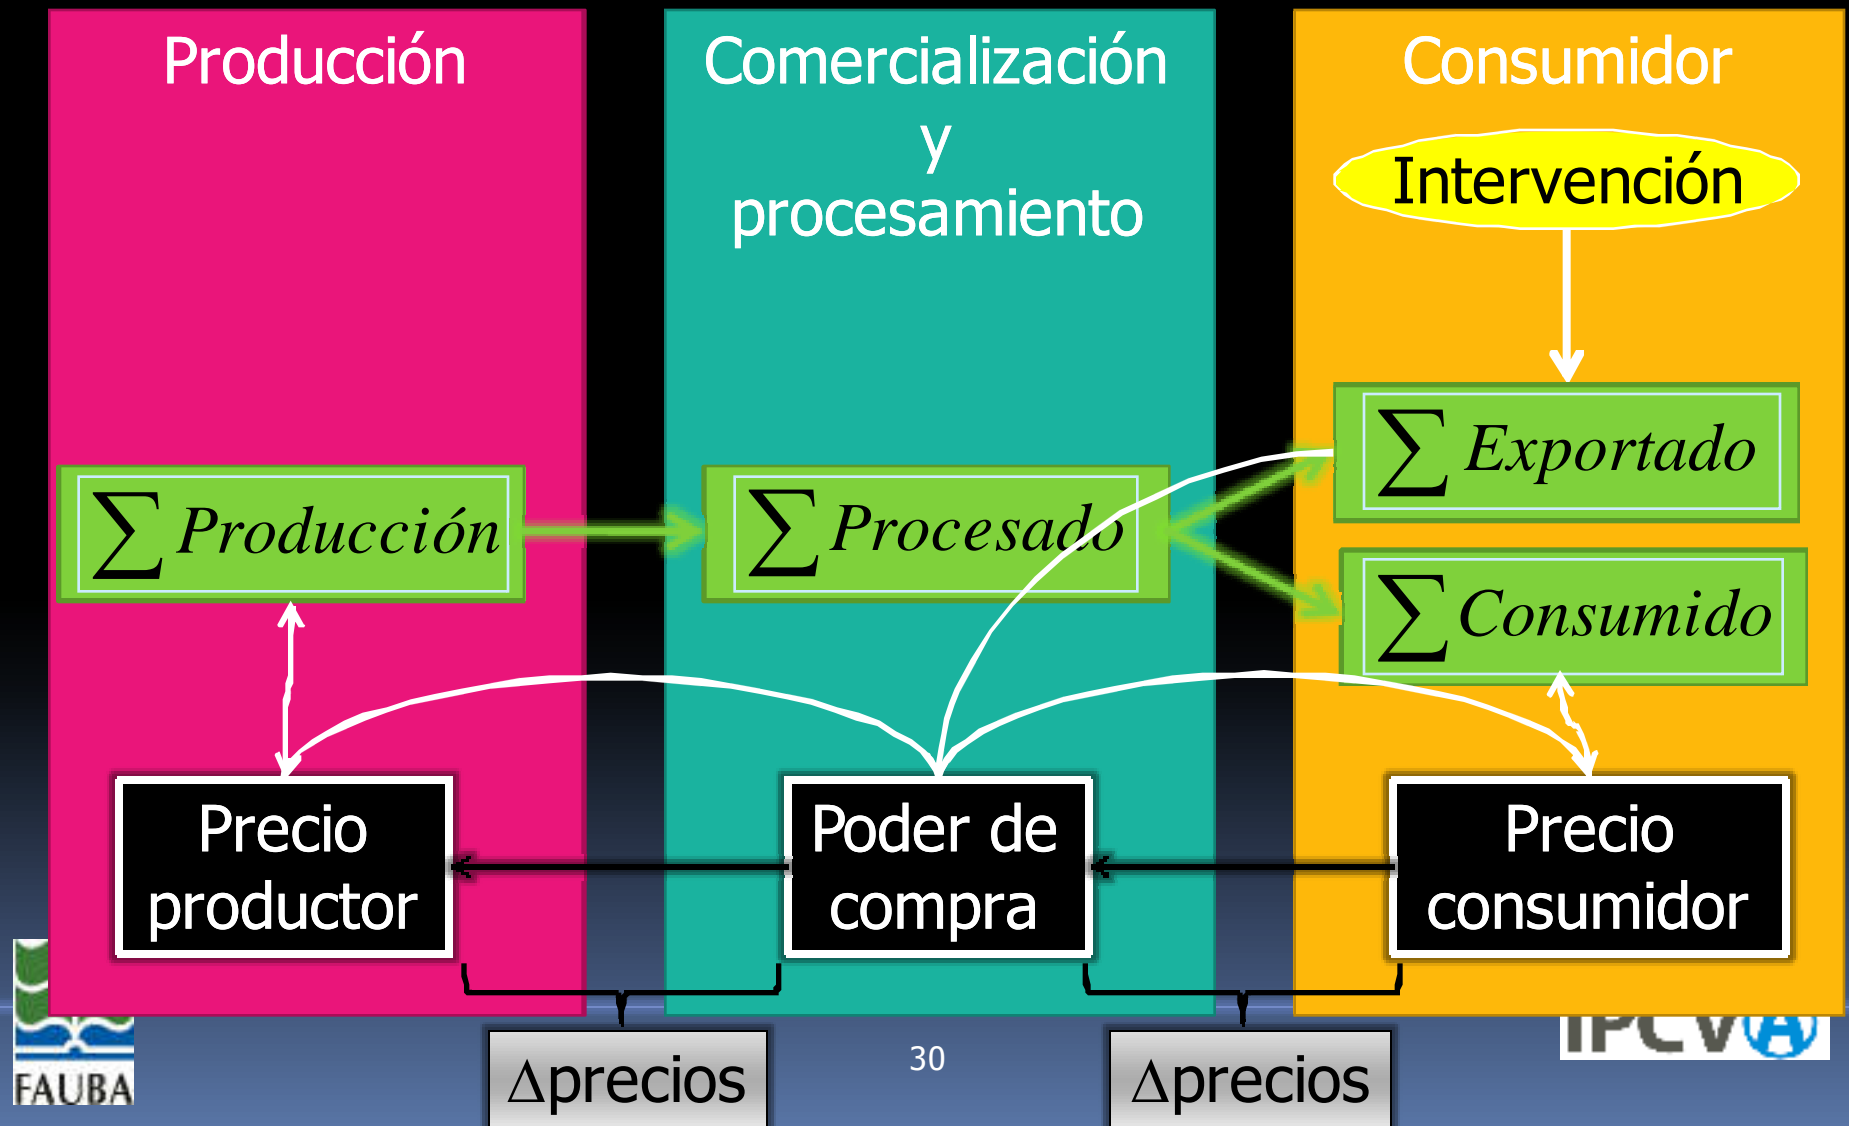 Producción
Comercialización
y
procesamiento
Consumidor
Intervención
∑ Exportado
∑ Producción
∑ Procesado
∑ Consumido
Precio
productor
Poder de
compra
Precio
consumidor
FAUBA
Δprecios
30
Δprecios
IPCVA